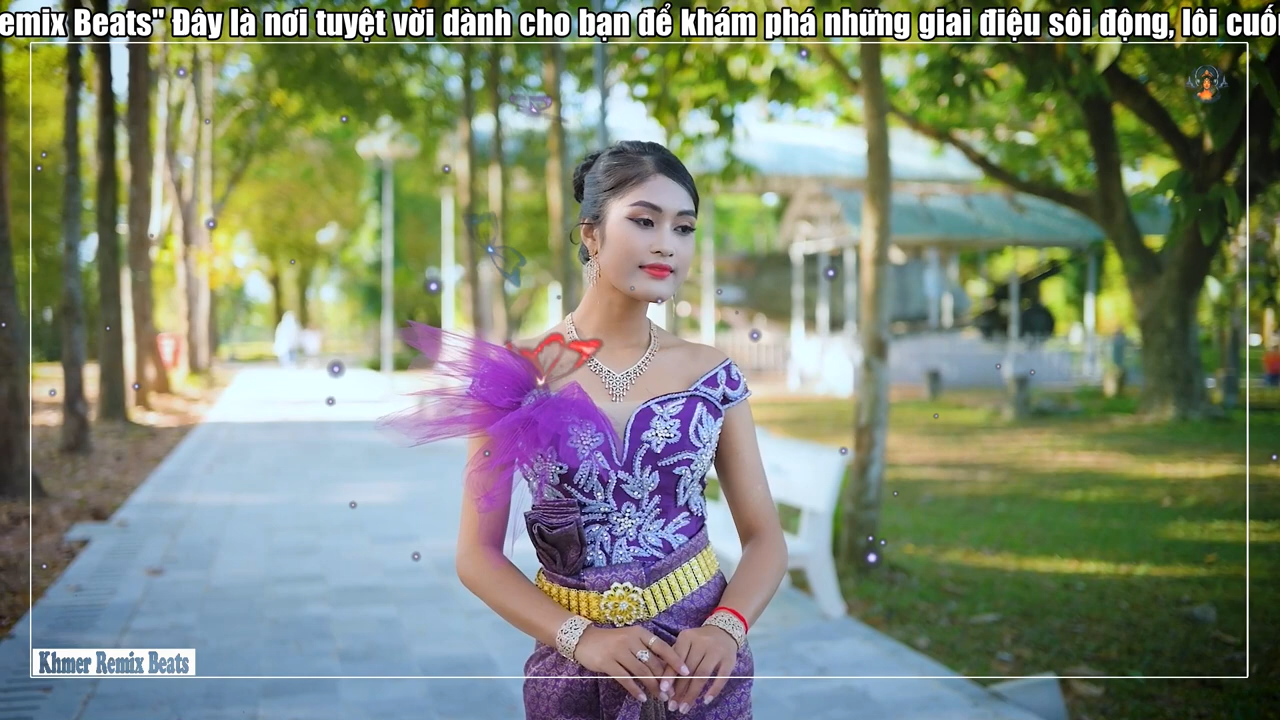 emix Beats" Đây là nơi tuyệt vời dành cho bạn để khám phá những giai điệu sôi động, lôi cuố
Khmer Remix Beats